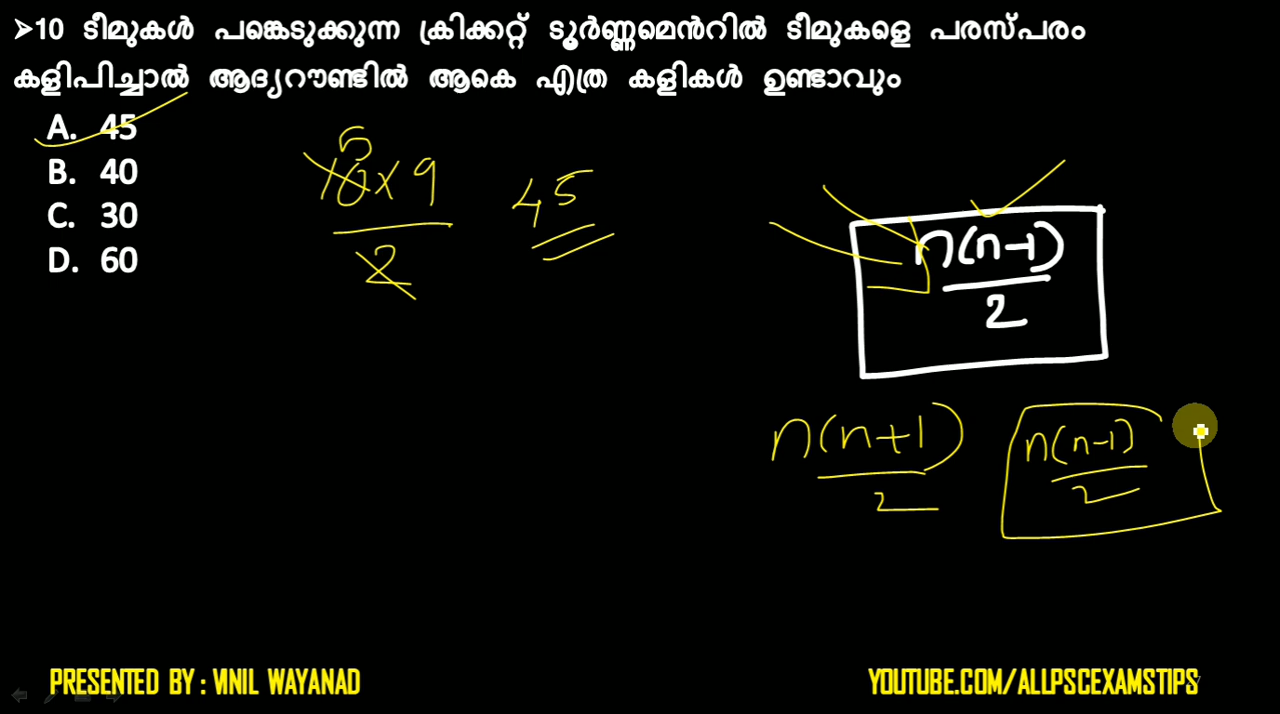 ➢10 ടീമുകൾ പങ്കെടുക്കുന്ന ക്രിക്കറ്റ് ടൂർണ്ണമെൻറിൽ ടീമുകളെ പരസ്പരം
കളിപിച്ചാൽ ആദ്യറൗണ്ടിൽ ആകെ എത്ര കളികൾ ഉണ്ടാവും
A. 45
B. 40
C. 30
D. 60
5
10 x 9
2
45
n(n-1)
2
n(n+1)
2
n(n-1)
2
PRESENTED BY : VINIL WAYANAD
YOUTUBE.COM/ALLPSCEXAMSTIPS
7